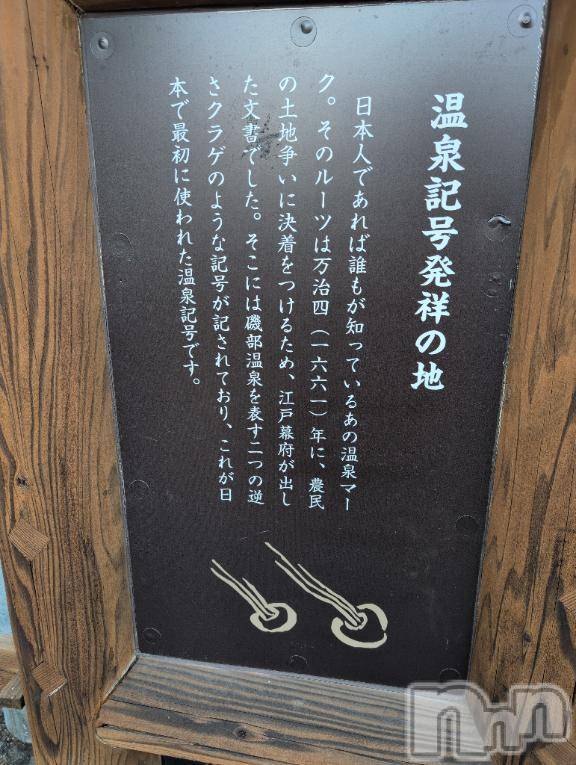 温泉記号発祥の地
日本人であれば誰もが知っているあの温泉マー
ク。そのルーツは万治四（一六六一）年に、農民
の土地争いに決着をつけるため、江戸幕府が出し
た文書でした。そこには磯部温泉を表す二つの逆
さクラゲのような記号が記されており、これが日
本で最初に使われた温泉記号です。